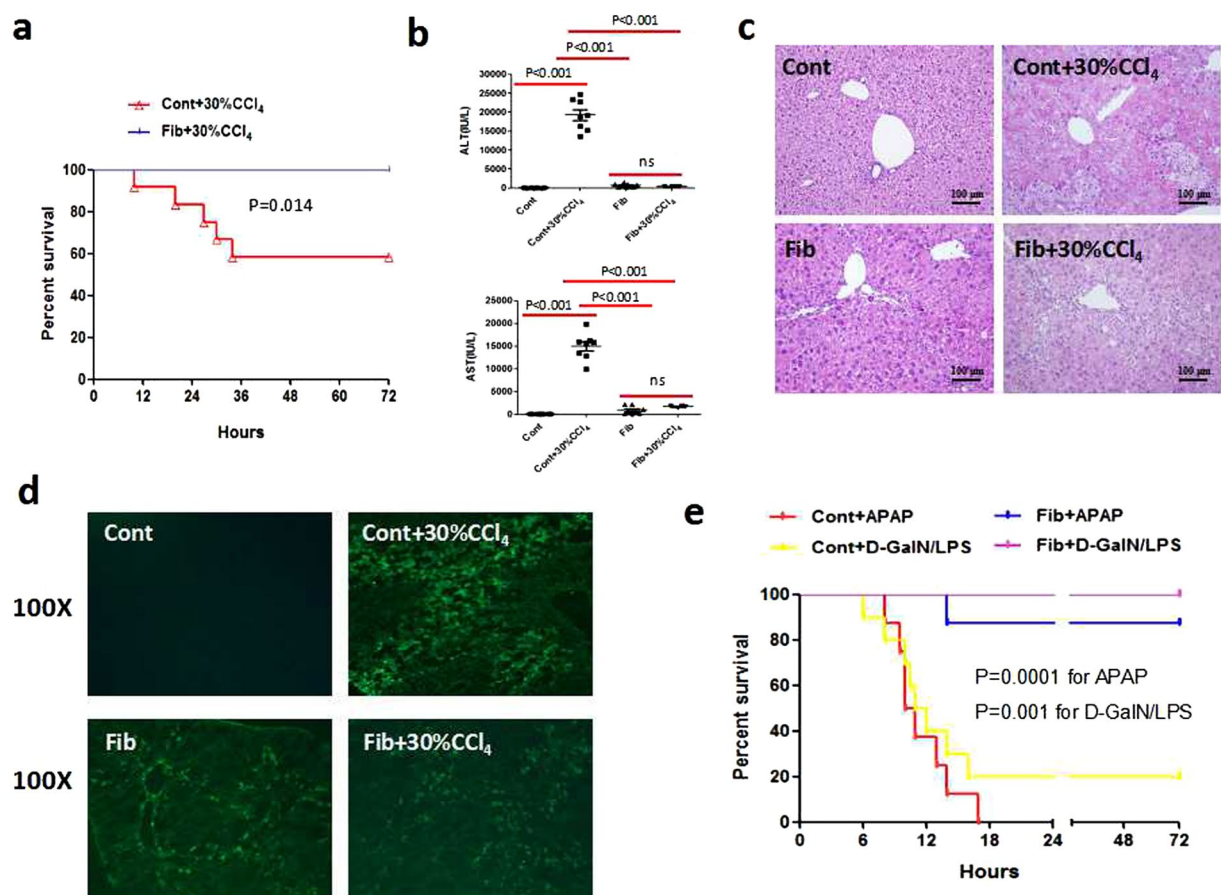 a
Cont+30%CCl4
Fib+30%CCl4
100
80
60
40
20
0
P=0.014
Percent survival
0 12 24 36 48 60 72
Hours
b
P<0.001
P<0.001
P<0.001
30000
25000
20000
15000
10000
5000
0
ALT(IU/L)
ns
Cont
Cont+30%CCl4
Fib
Fib+30%CCl4
P<0.001
P<0.001
P<0.001
25000
20000
15000
10000
5000
0
AST(IU/L)
ns
Cont
Cont+30%CCl4
Fib
Fib+30%CCl4
c
Cont
100 μm
Cont+30%CCl4
100 μm
Fib
100 μm
Fib+30%CCl4
100 μm
d
100X
Cont
Cont+30%CCl4
100X
Fib
Fib+30%CCl4
e
Cont+APAP
Fib+APAP
Cont+D-GalN/LPS
Fib+D-GalN/LPS
100
80
60
40
20
0
Percent survival
P=0.0001 for APAP
P=0.001 for D-GalN/LPS
0 6 12 18 24 48 72
Hours